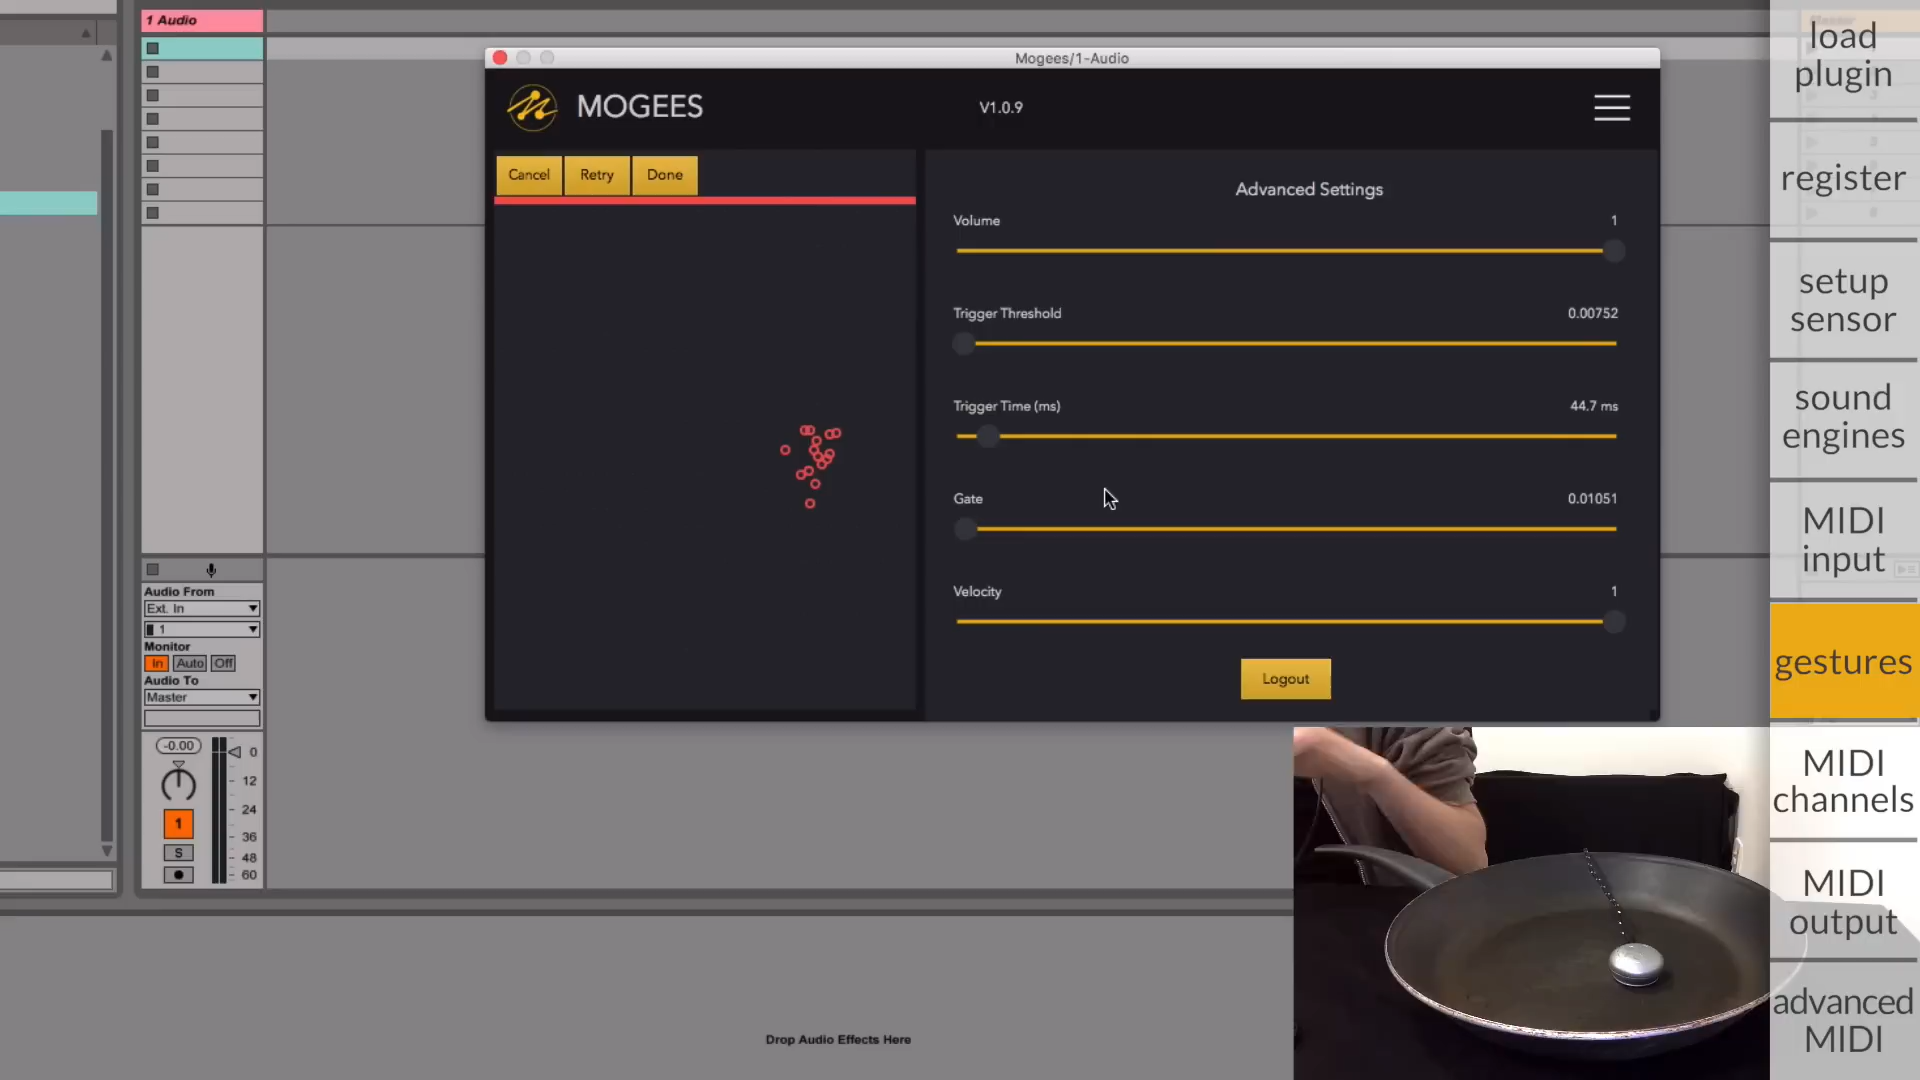 1 Audio
Mogees/1-Audio
MOGEES
V1.0.9
Cancel
Retry
Done
Advanced Settings
Volume
1
Trigger Threshold
0.00752
Trigger Time (ms)
44.7 ms
Gate
0.01051
Velocity
1
Logout
Audio From
Ext. In
1
Monitor
In
Auto
Off
Audio To
Master
-0.00
0
12
24
36
48
60
1
S
Drop Audio Effects Here
load
plugin
register
setup
sensor
sound
engines
MIDI
input
gestures
MIDI
channels
MIDI
output
advanced
MIDI